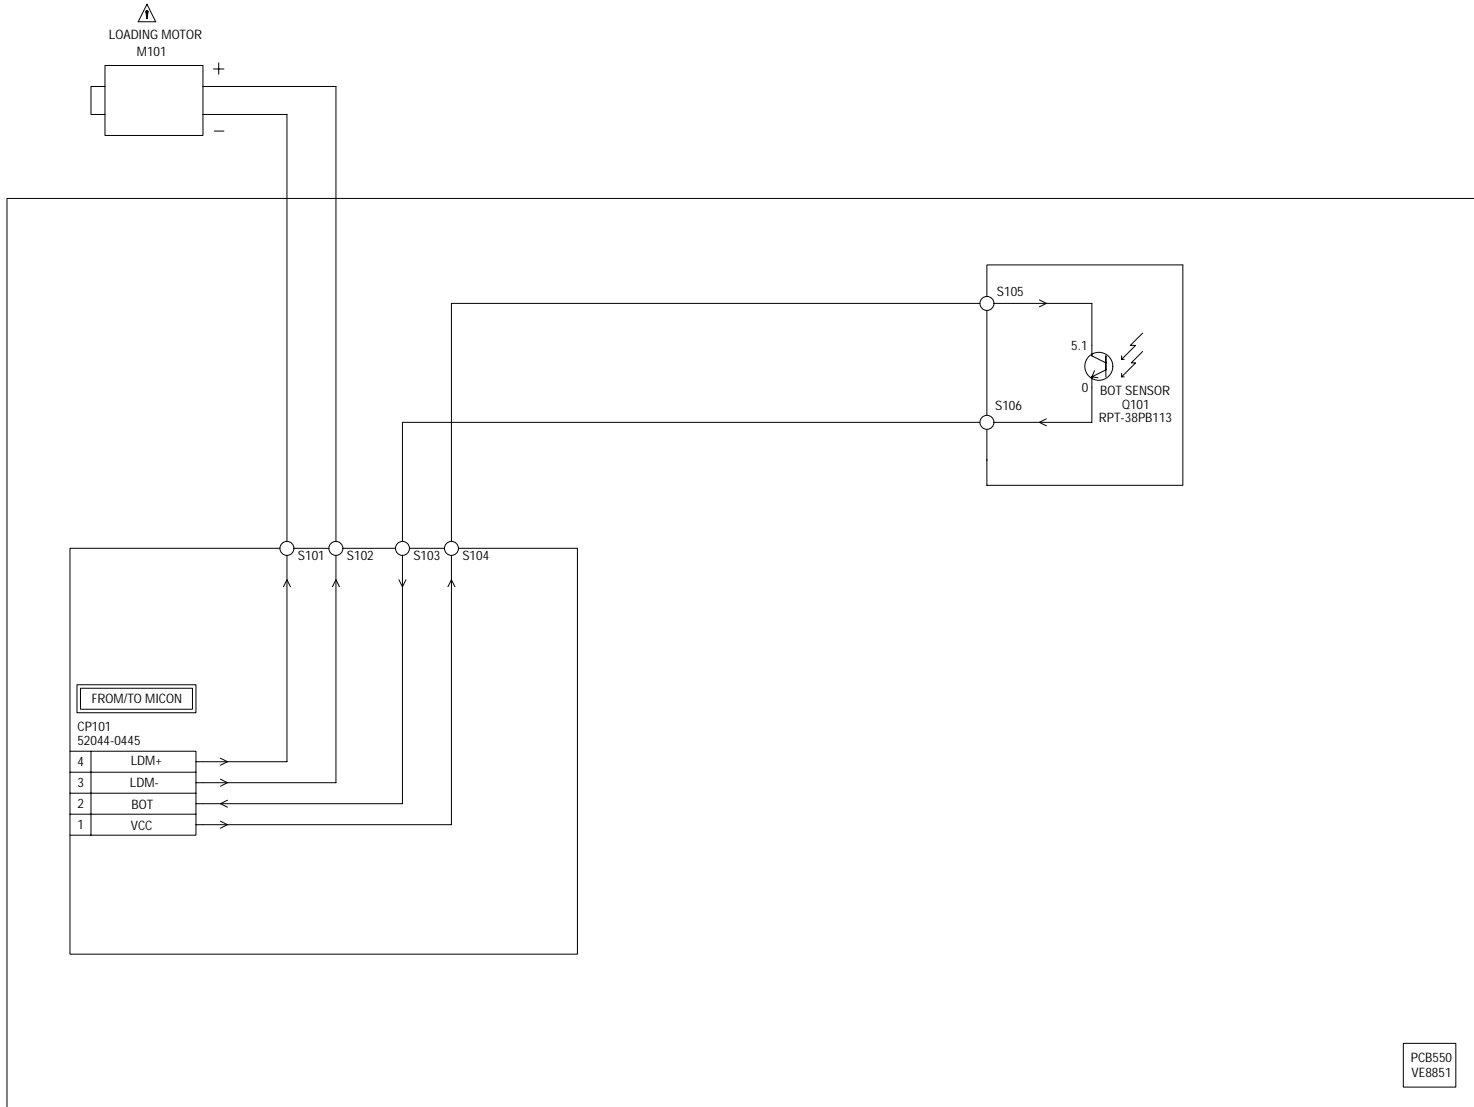 LOADING MOTOR
M101
+
−
S105
5.1
0
BOT SENSOR
Q101
RPT-38PB113
S106
S101
S102
S103
S104
FROM/TO MICON
CP101
52044-0445
4 LDM+
3 LDM-
2 BOT
1 VCC
PCB550
VE8851